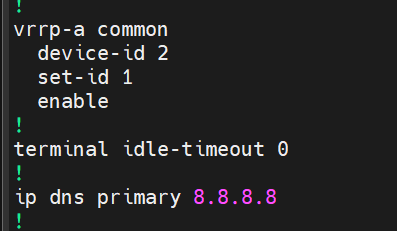 !
vrrp-a common
  device-id 2
  set-id 1
  enable
!
terminal idle-timeout 0
!
ip dns primary 8.8.8.8
!